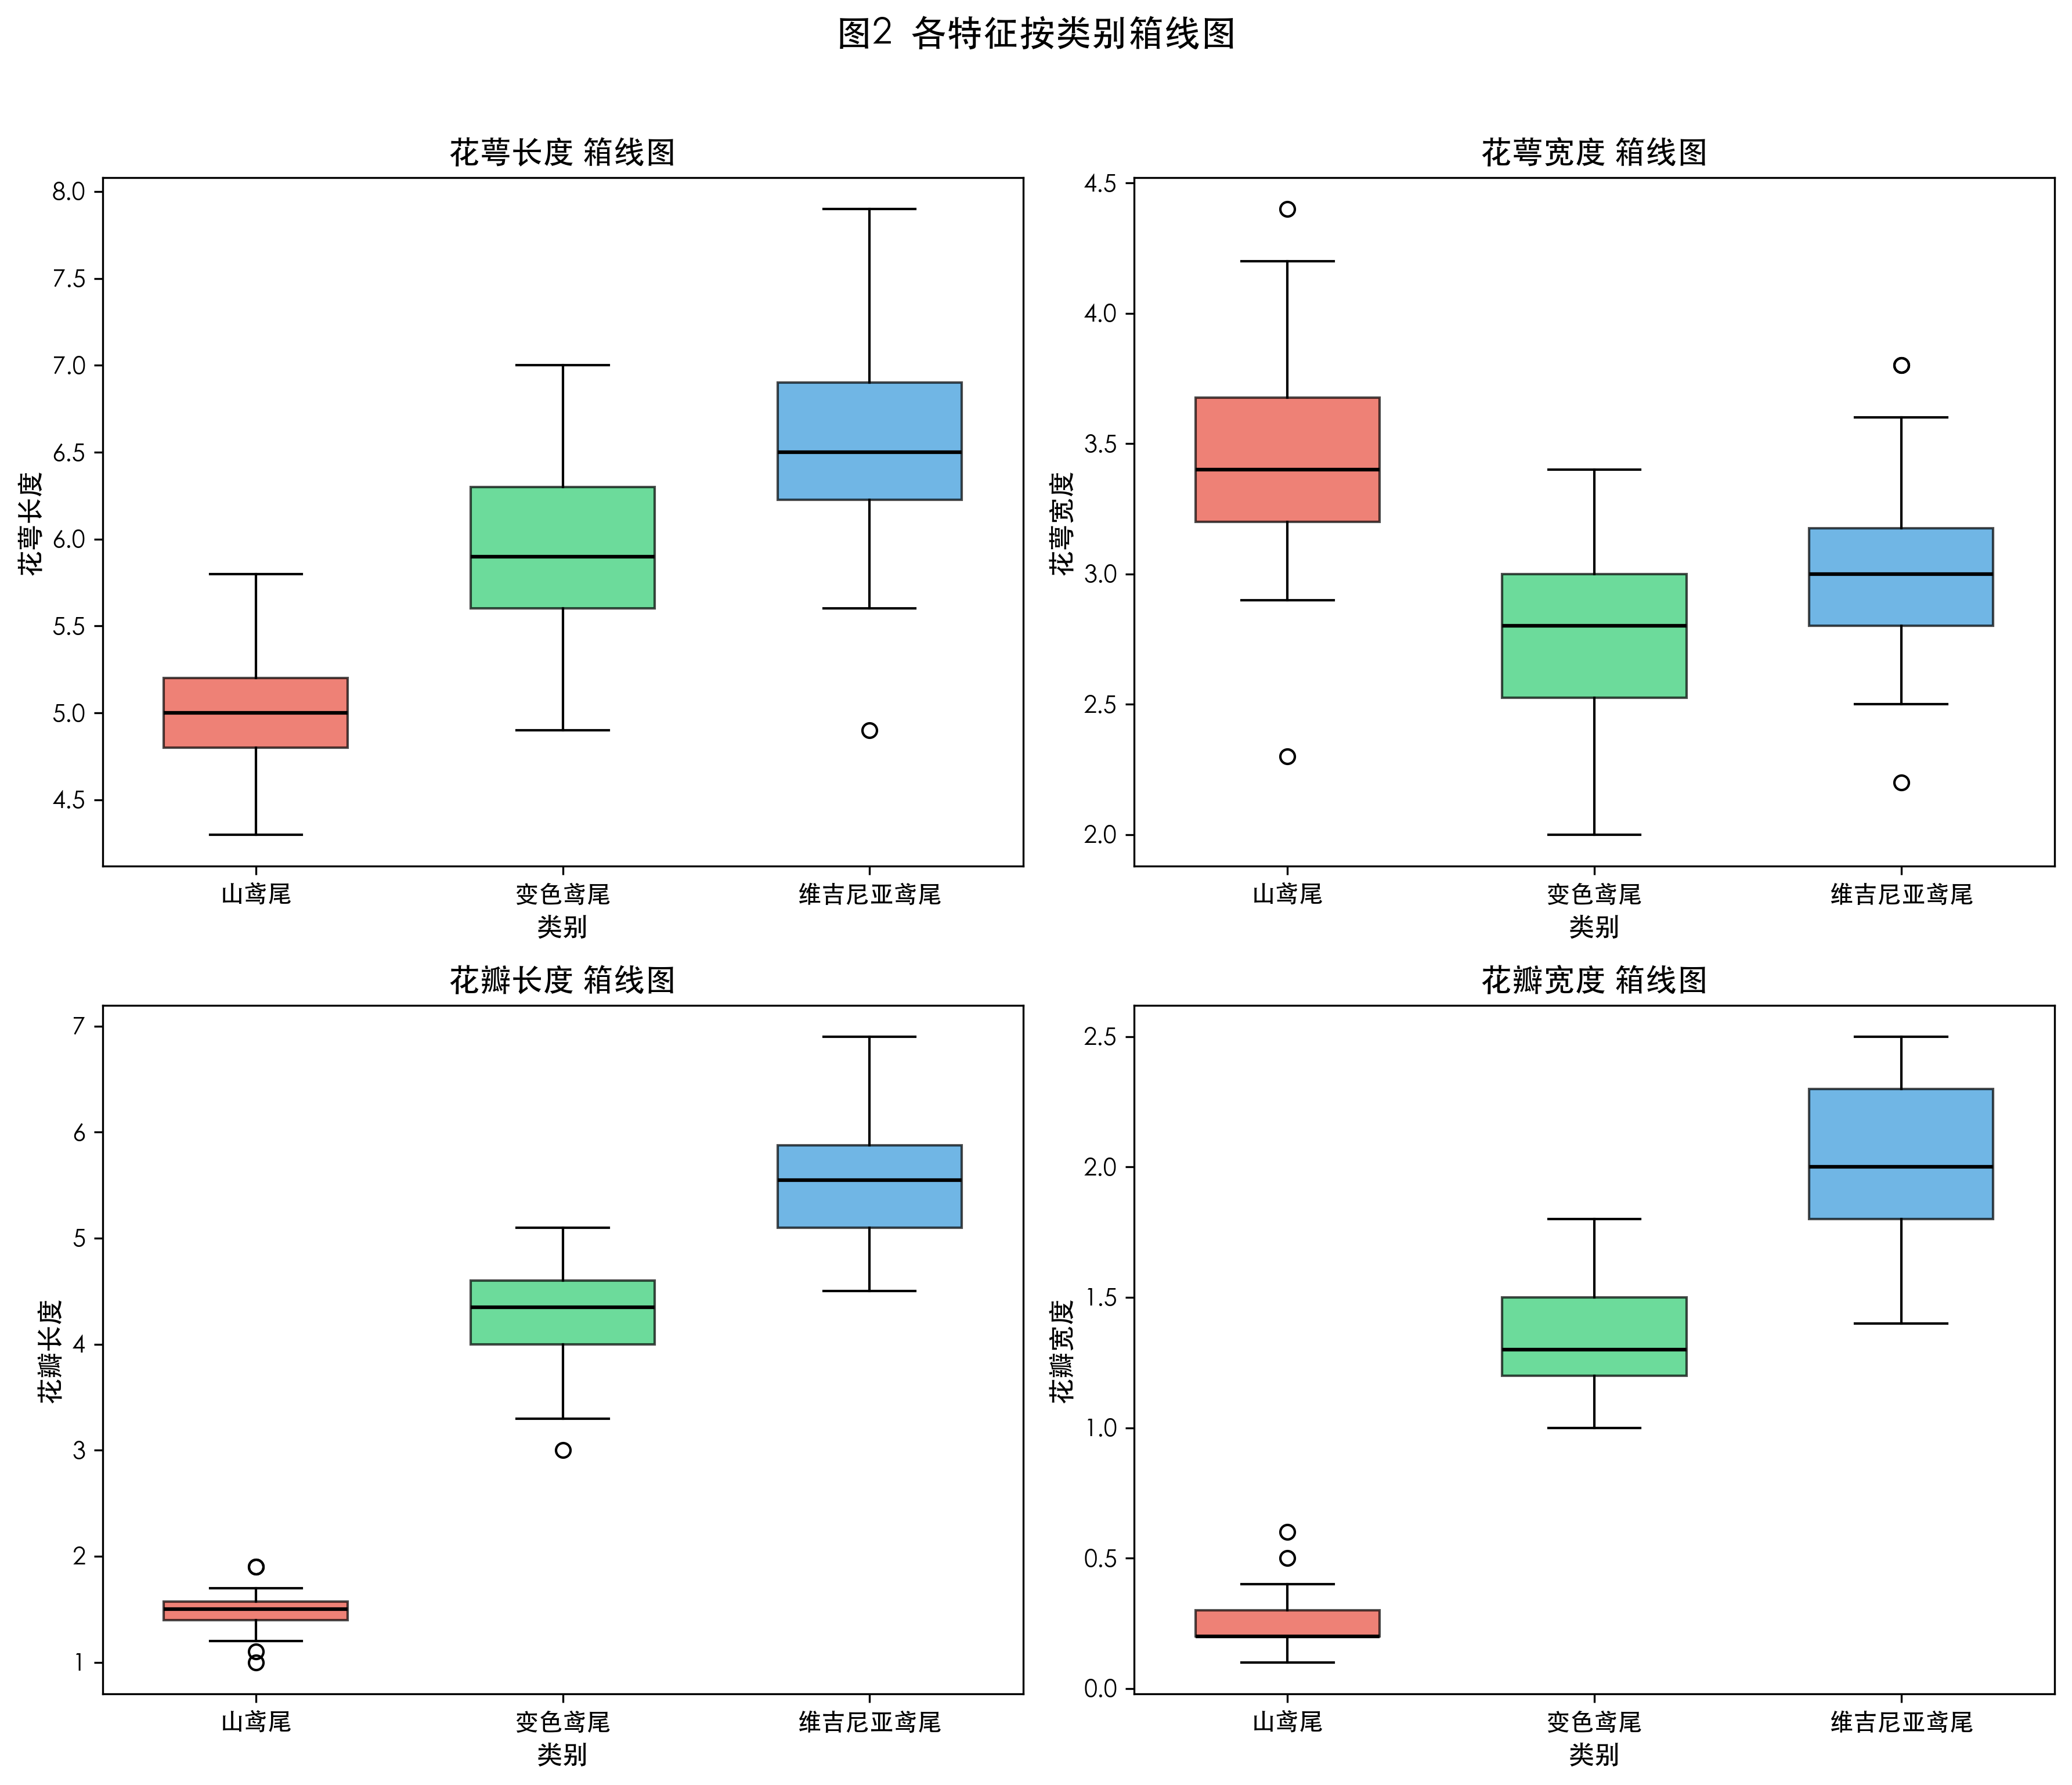 图2 各特征按类别箱线图
花萼长度 箱线图
8.0
7.5
7.0
6.5
6.0
5.5
5.0
4.5
花萼长度
山鸢尾 变色鸢尾 维吉尼亚鸢尾
类别
花萼宽度 箱线图
4.5
4.0
3.5
3.0
2.5
2.0
花萼宽度
山鸢尾 变色鸢尾 维吉尼亚鸢尾
类别
花瓣长度 箱线图
7
6
5
4
3
2
1
花瓣长度
山鸢尾 变色鸢尾 维吉尼亚鸢尾
类别
花瓣宽度 箱线图
2.5
2.0
1.5
1.0
0.5
0.0
花瓣宽度
山鸢尾 变色鸢尾 维吉尼亚鸢尾
类别